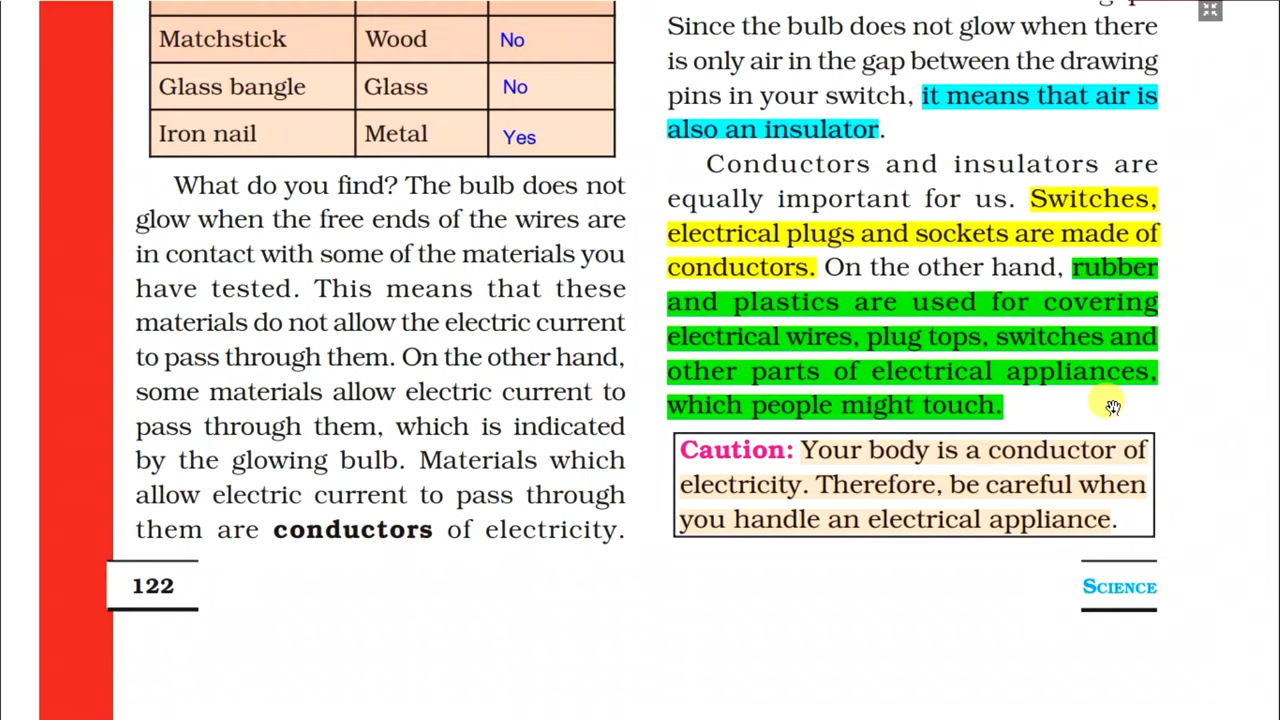 Matchstick Wood No
Glass bangle Glass No
Iron nail Metal Yes
What do you find? The bulb does not
glow when the free ends of the wires are
in contact with some of the materials you
have tested. This means that these
materials do not allow the electric current
to pass through them. On the other hand,
some materials allow electric current to
pass through them, which is indicated
by the glowing bulb. Materials which
allow electric current to pass through
them are conductors of electricity.
Since the bulb does not glow when there
is only air in the gap between the drawing
pins in your switch, it means that air is
also an insulator.
Conductors and insulators are
equally important for us. Switches,
electrical plugs and sockets are made of
conductors. On the other hand, rubber
and plastics are used for covering
electrical wires, plug tops, switches and
other parts of electrical appliances,
which people might touch.
Caution: Your body is a conductor of
electricity. Therefore, be careful when
you handle an electrical appliance.
122
SCIENCE